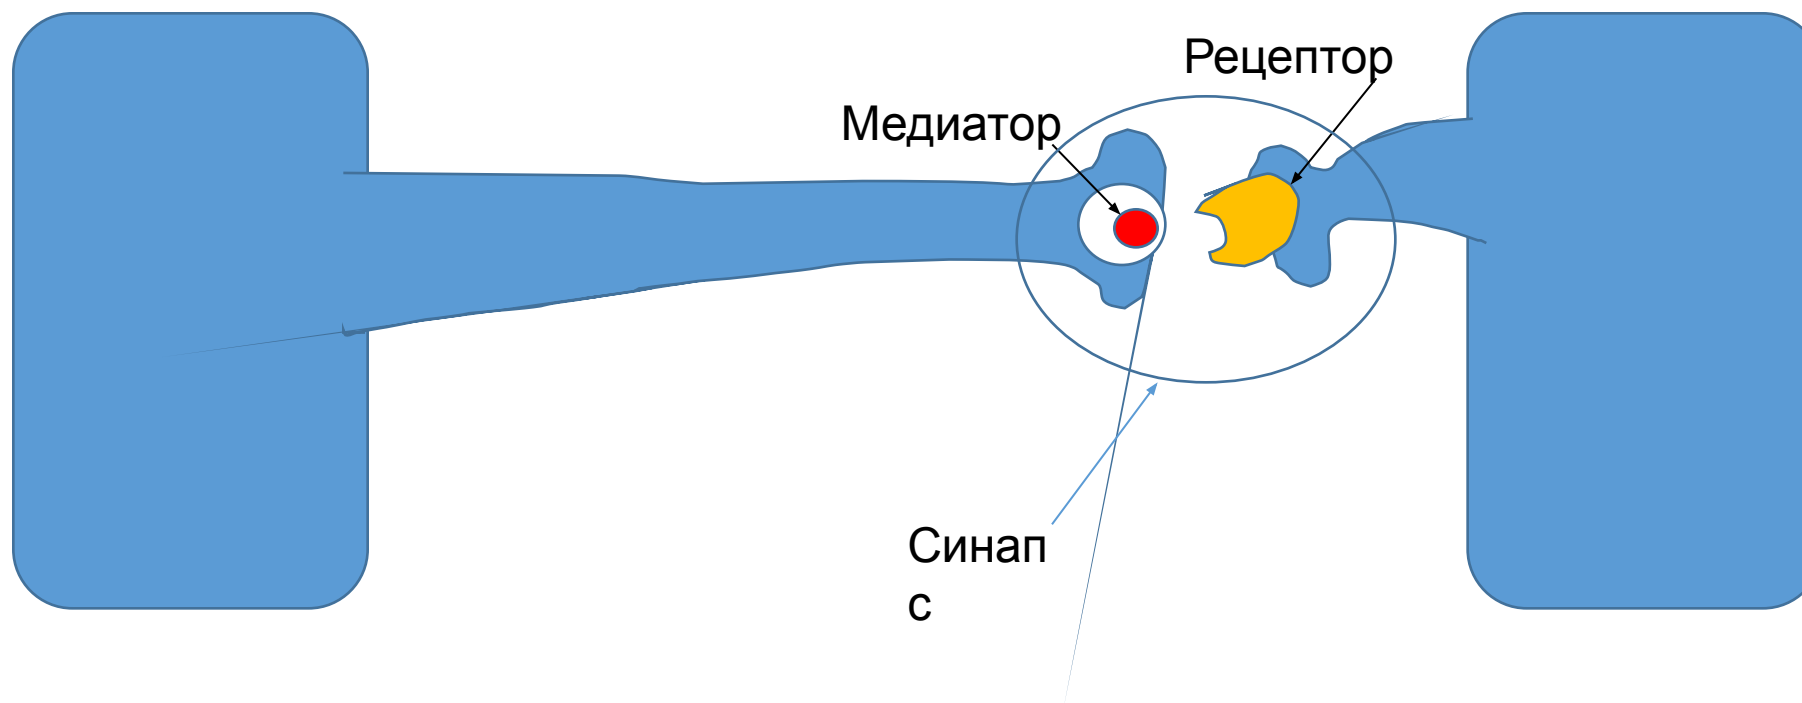 Рецептор
Медиатор
Синап
с